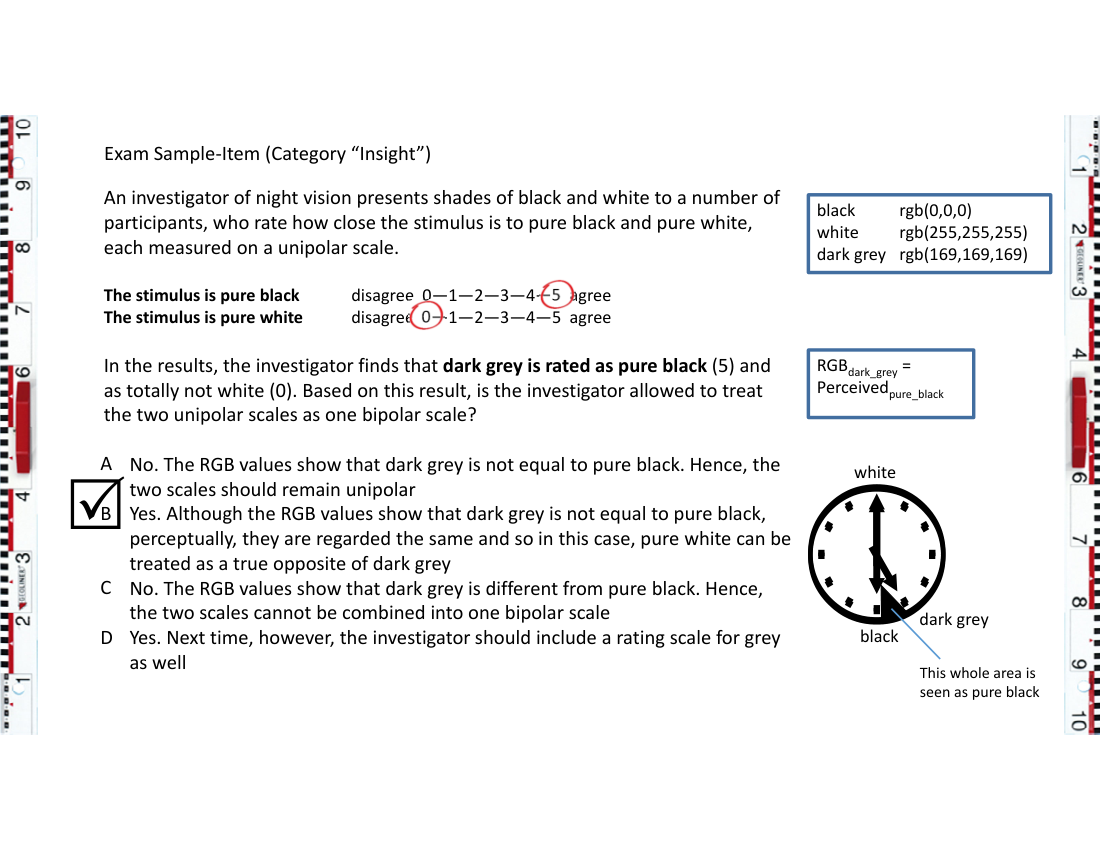 Exam Sample-Item (Category “Insight”)
An investigator of night vision presents shades of black and white to a number of
participants, who rate how close the stimulus is to pure black and pure white,
each measured on a unipolar scale.
The stimulus is pure black disagree 0—1—2—3—4—5 agree
The stimulus is pure white disagree 0—1—2—3—4—5 agree
In the results, the investigator finds that dark grey is rated as pure black (5) and
as totally not white (0). Based on this result, is the investigator allowed to treat
the two unipolar scales as one bipolar scale?
A No. The RGB values show that dark grey is not equal to pure black. Hence, the
two scales should remain unipolar
B Yes. Although the RGB values show that dark grey is not equal to pure black,
perceptually, they are regarded the same and so in this case, pure white can be
treated as a true opposite of dark grey
C No. The RGB values show that dark grey is different from pure black. Hence,
the two scales cannot be combined into one bipolar scale
D Yes. Next time, however, the investigator should include a rating scale for grey
as well
black rgb(0,0,0)
white rgb(255,255,255)
dark grey rgb(169,169,169)
RGBdark_grey =
Perceivedpure_black
white
dark grey
black
This whole area is
seen as pure black
10
9
8
7
6
4
3
GEOLINER
2
1
1
2
GEOLINER
3
4
6
7
8
9
10